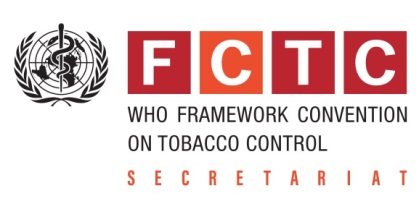 FCTC
WHO FRAMEWORK CONVENTION
ON TOBACCO CONTROL
SECRETARIAT